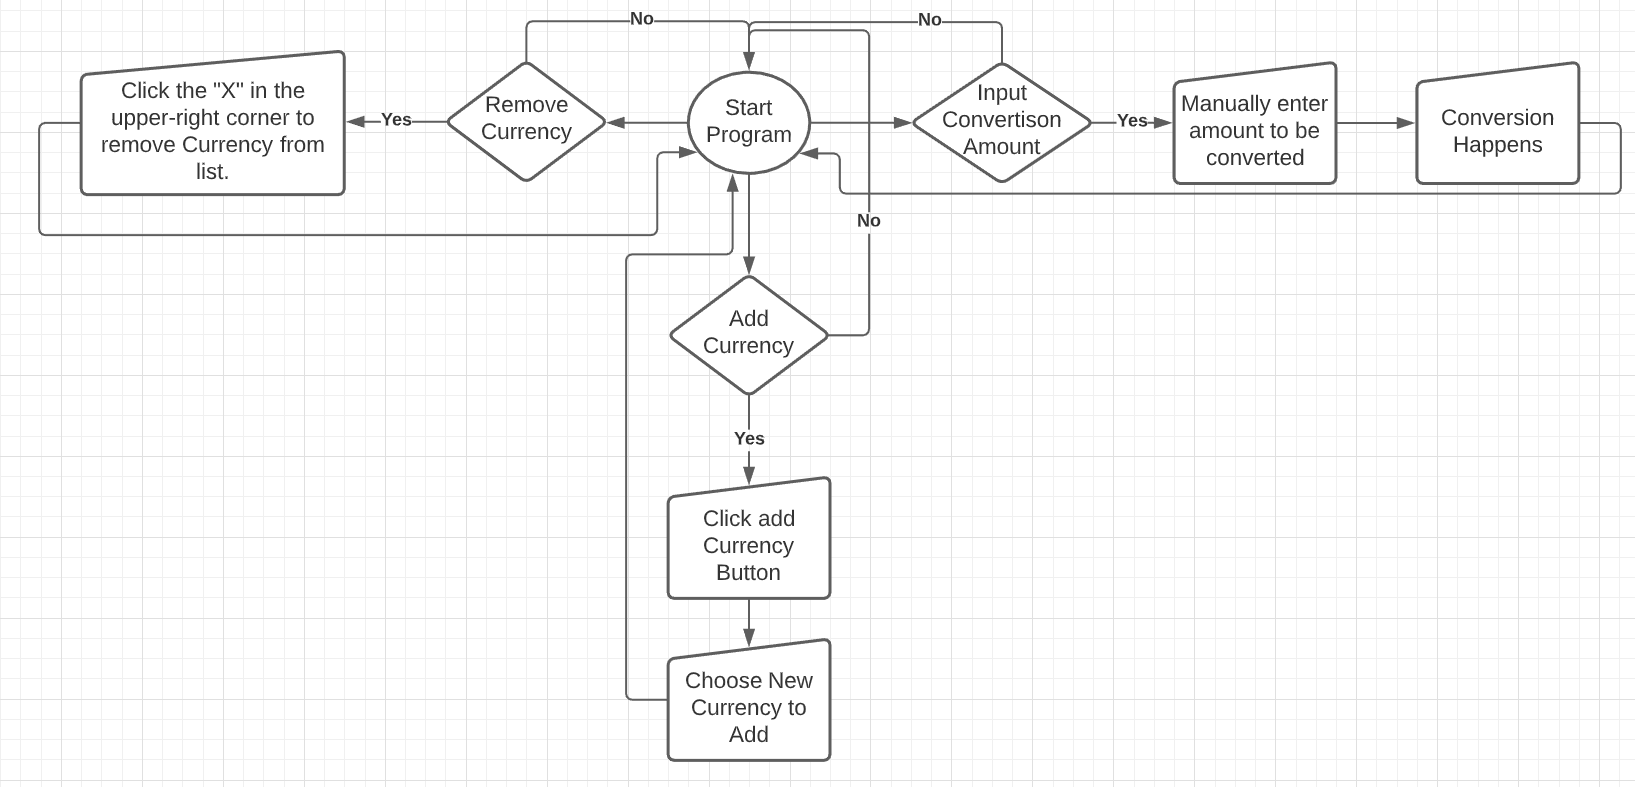 No
No
Click the "X" in the
upper-right corner to
remove Currency from
list.
Yes
Remove
Currency
Start
Program
Input
Convertison
Amount
Yes
Manually enter
amount to be
converted
Conversion
Happens
No
Add
Currency
Yes
Click add
Currency
Button
Choose New
Currency to
Add